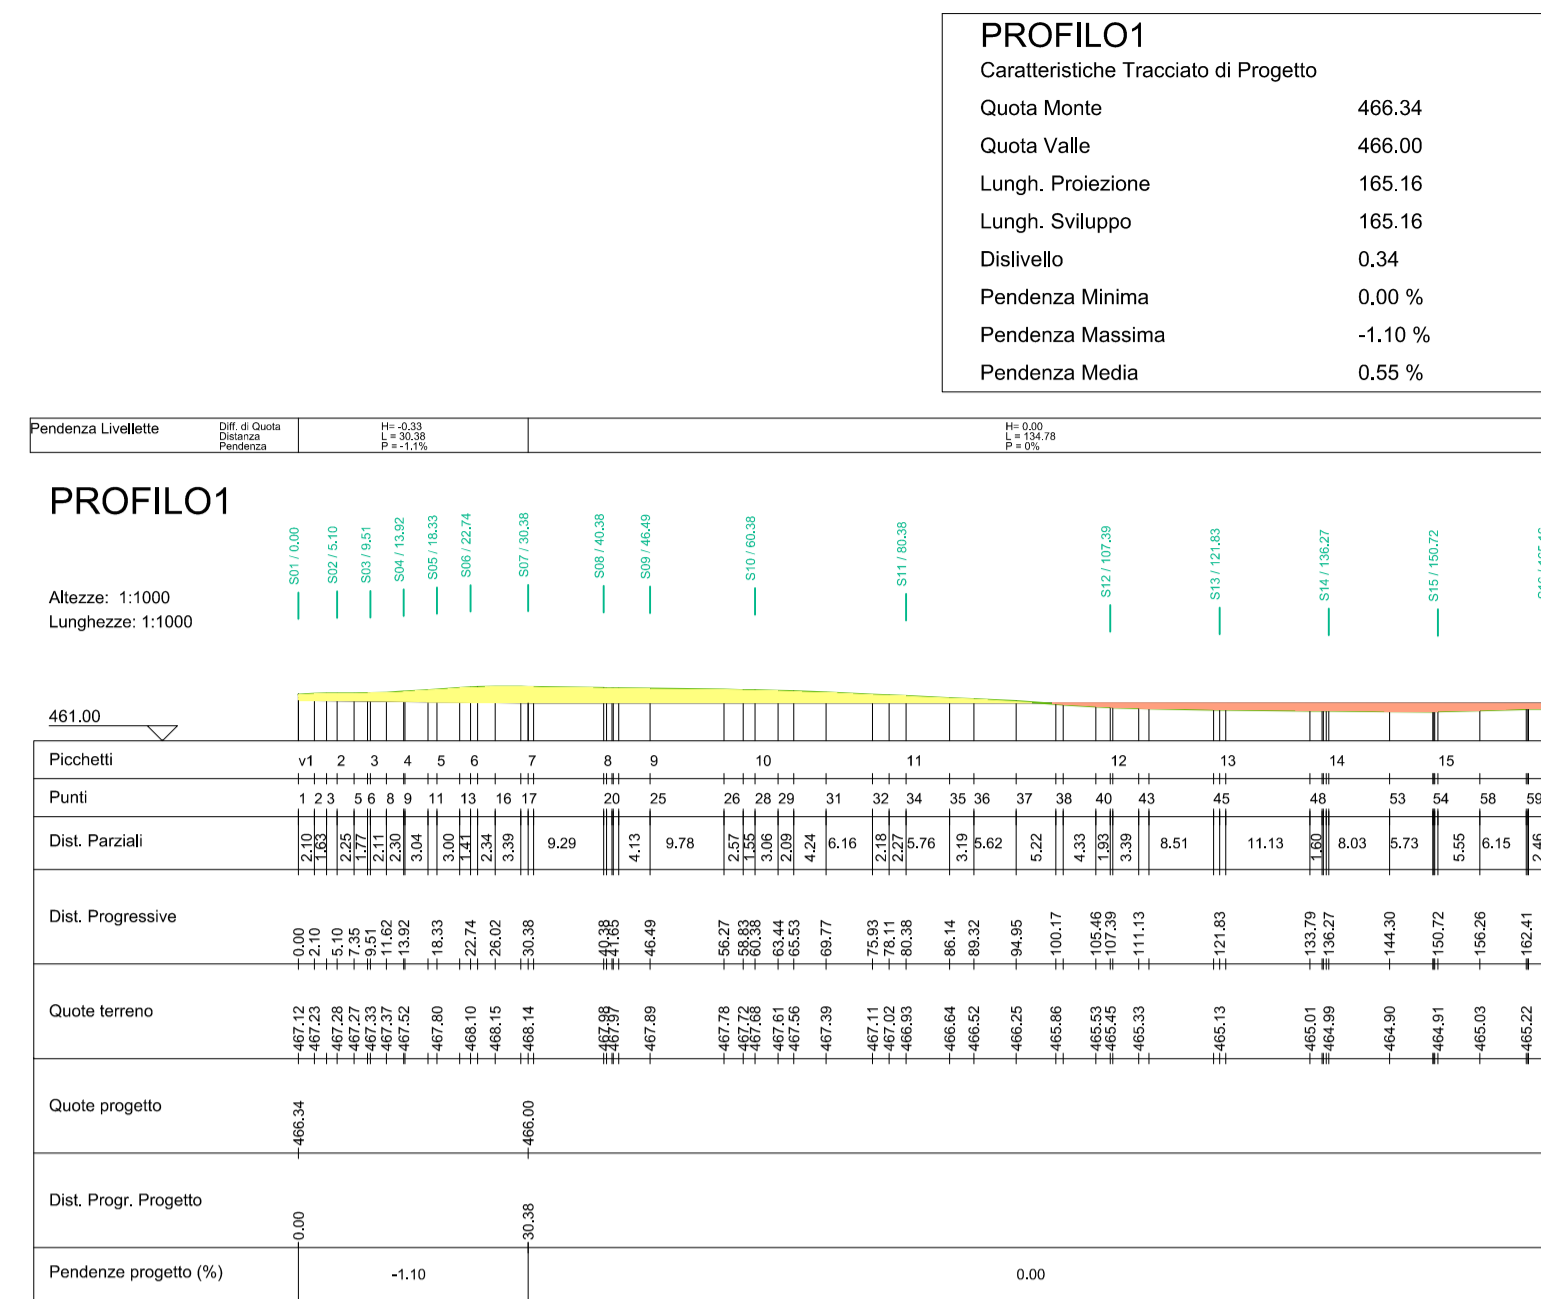 PROFILO1
Caratteristiche Tracciato di Progetto
Quota Monte 466.34
Quota Valle 466.00
Lungh. Proiezione 165.16
Lungh. Sviluppo 165.16
Dislivello 0.34
Pendenza Minima 0.00 %
Pendenza Massima -1.10 %
Pendenza Media 0.55 %
Pendenza Livellette
Diff. di Quota H= -0.33 H= 0.00
Distanza L = 30.38 L = 134.78
Pendenza P = -1.1% P = 0%
PROFILO1
S01 / 0.00 S02 / 5.10 S03 / 9.51 S04 / 13.92 S05 / 18.33 S06 / 22.74 S07 / 30.38 S08 / 40.38 S09 / 46.49 S10 / 60.38 S11 / 80.38 S12 / 107.39 S13 / 121.83 S14 / 136.27 S15 / 150.72
Altezze: 1:1000
Lunghezze: 1:1000
461.00
Picchetti v1 2 3 4 5 6 7 8 9 10 11 12 13 14 15
Punti 1 2 3 5 6 8 9 11 13 16 17 20 25 26 28 29 31 32 34 35 36 37 38 40 43 45 48 53 54 58 59
Dist. Parziali 2.10 1.63 2.25 1.77 2.11 2.30 3.04 3.00 1.41 2.34 3.39 9.29 4.13 9.78 2.57 1.55 3.06 2.09 4.24 6.16 2.18 2.27 5.76 3.19 5.62 5.22 4.33 1.93 3.39 8.51 11.13 1.60 8.03 5.73 5.55 6.15 2.46
Dist. Progressive 0.00 2.10 5.10 7.35 9.51 11.62 13.92 18.33 22.74 26.02 30.38 40.38 41.65 46.49 56.27 58.83 60.38 63.44 65.53 69.77 75.93 78.11 80.38 86.14 89.32 94.95 100.17 105.46 107.39 111.13 121.83 133.79 136.27 144.30 150.72 156.26 162.41
Quote terreno 467.12 467.23 467.28 467.27 467.33 467.37 467.52 467.80 468.10 468.15 468.14 467.98 467.97 467.89 467.78 467.72 467.68 467.61 467.56 467.39 467.11 467.02 466.93 466.64 466.52 466.25 465.86 465.53 465.45 465.33 465.13 465.01 464.99 464.90 464.91 465.03 465.22
Quote progetto 466.34 466.00
Dist. Progr. Progetto 0.00 30.38
Pendenze progetto (%) -1.10 0.00